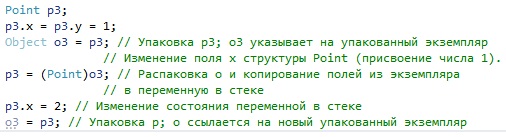 Point p3;
p3.x = p3.y = 1;
Object o3 = p3; // Упаковка p3; o3 указывает на упакованный экземпляр
// Изменение поля x структуры Point (присвоение числа 1).
p3 = (Point)o3; // Распаковка o и копирование полей из экземпляра
// в переменную в стеке
p3.x = 2; // Изменение состояния переменной в стеке
o3 = p3; // Упаковка p; o ссылается на новый упакованный экземпляр